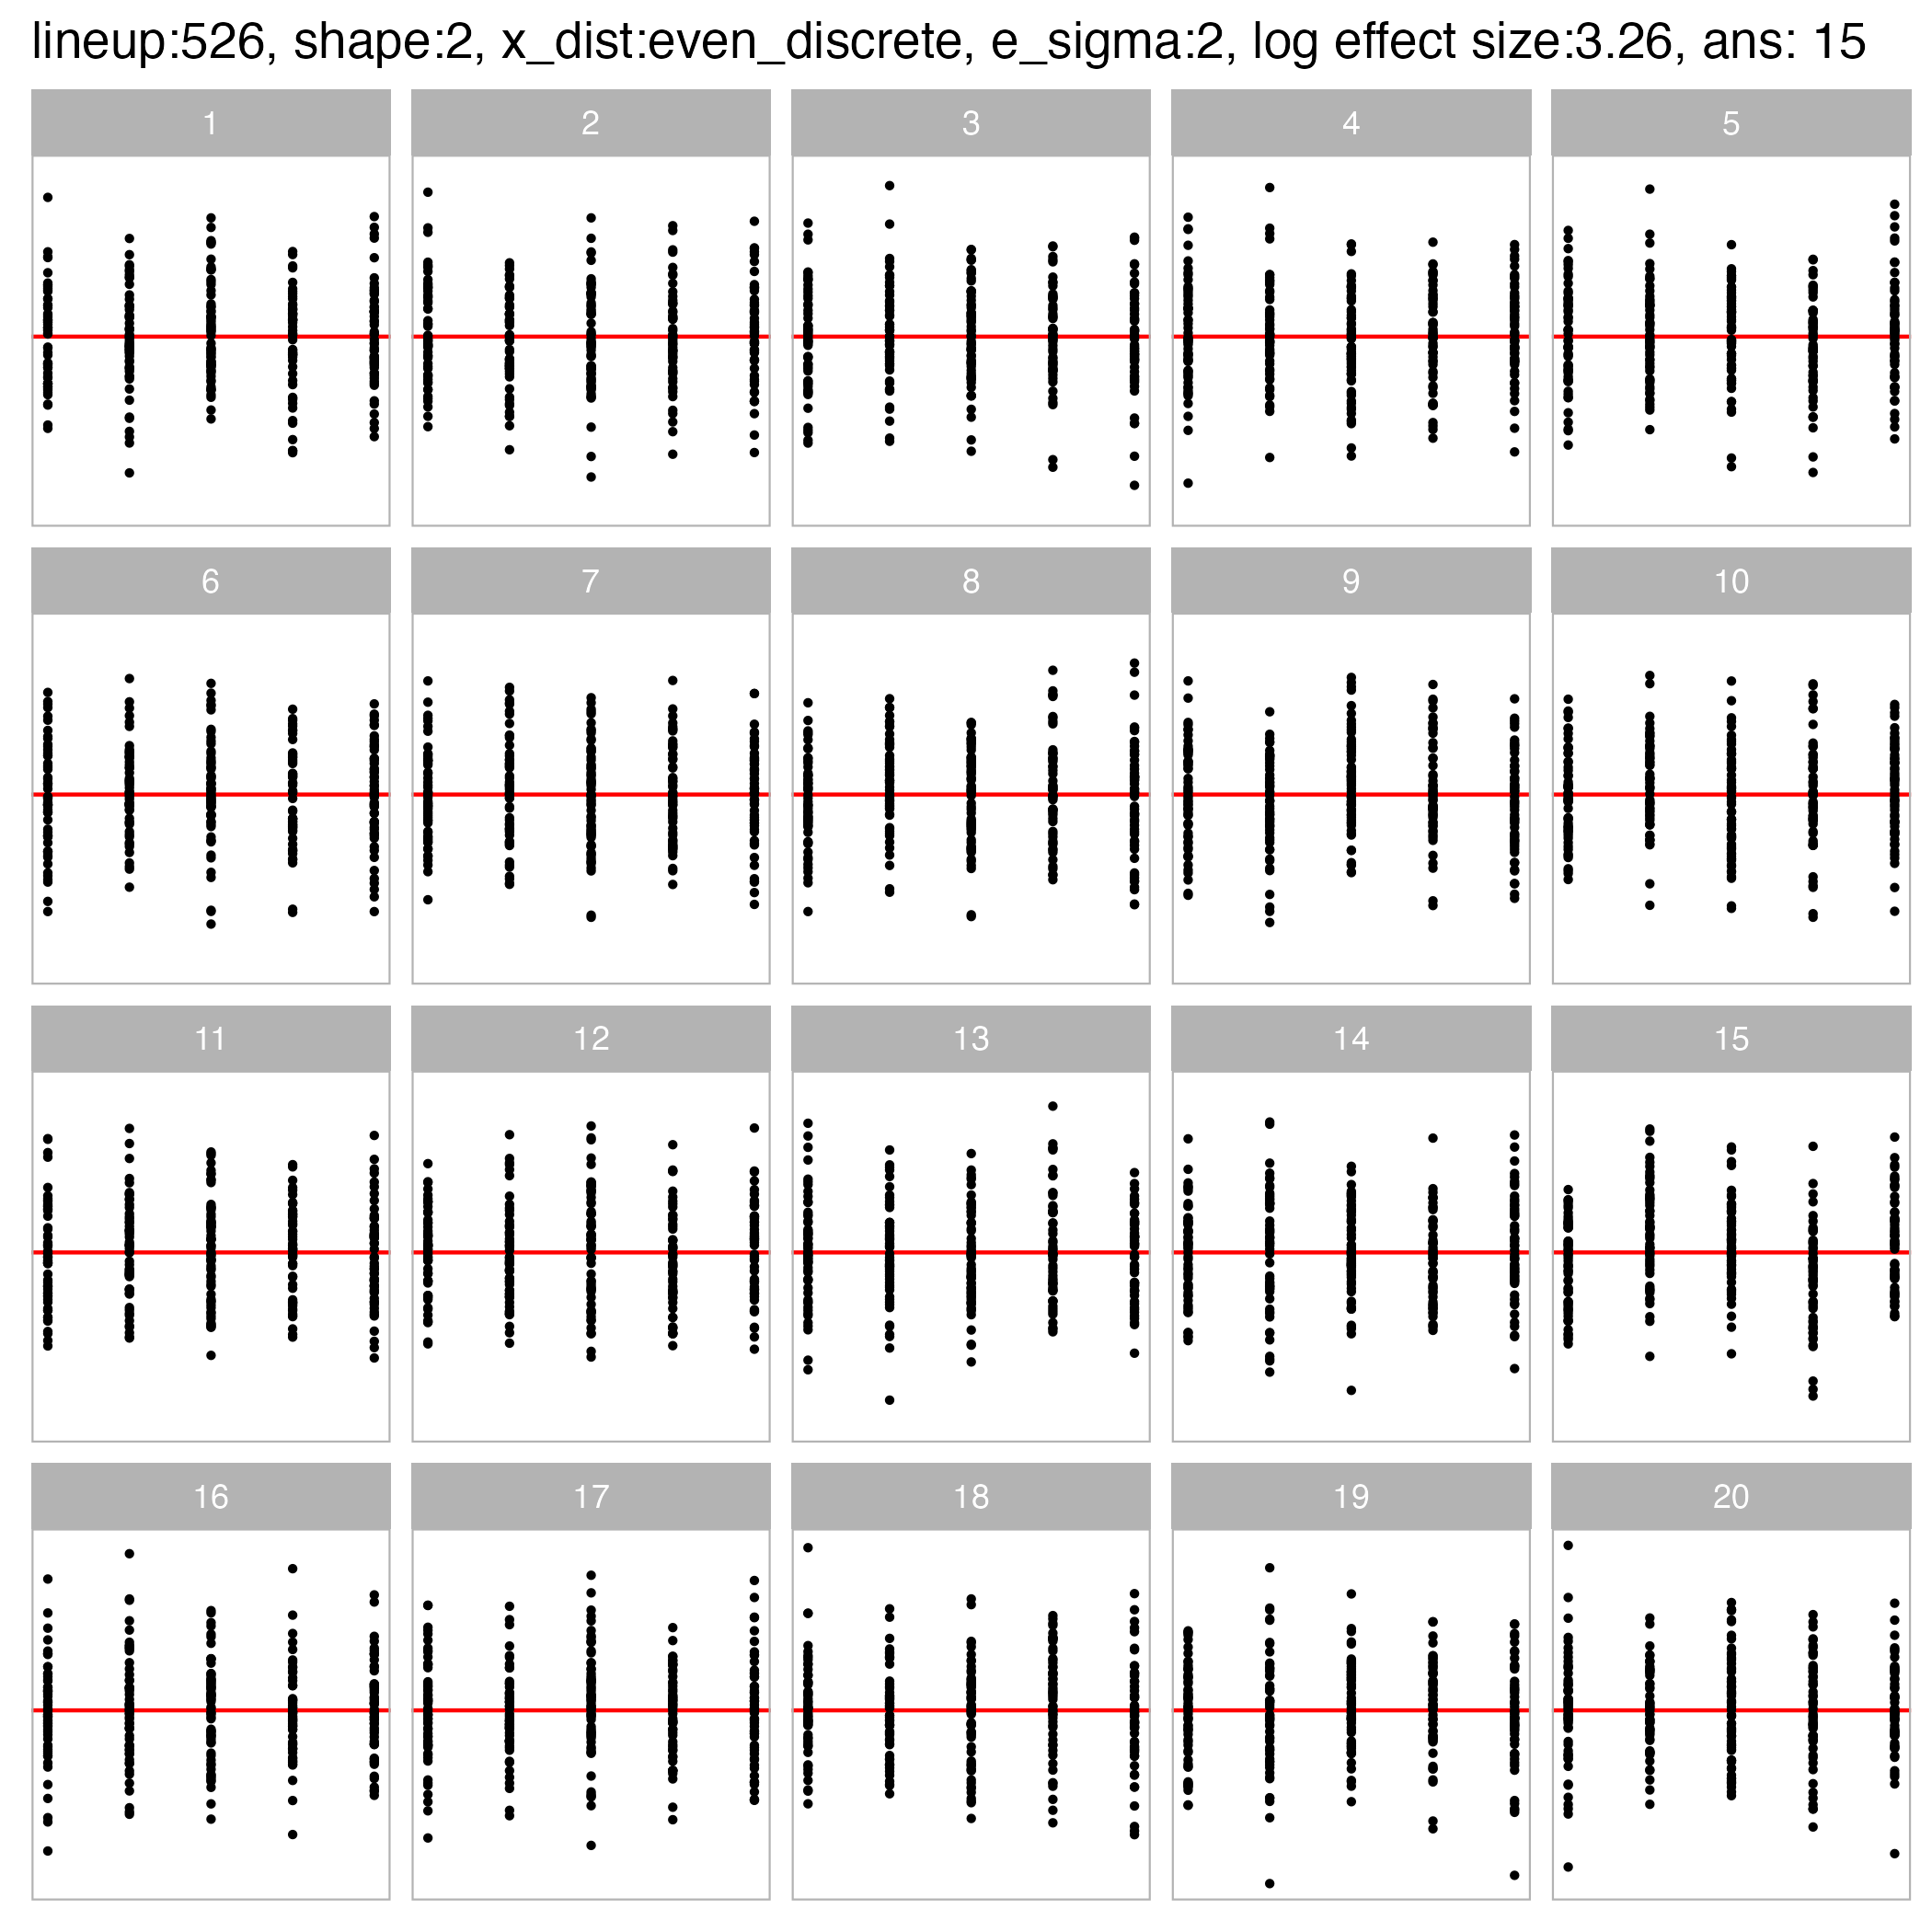 lineup:526, shape:2, x_dist:even_discrete, e_sigma:2, log effect size:3.26, ans: 15
1 2 3 4 5
6 7 8 9 10
11 12 13 14 15
16 17 18 19 20